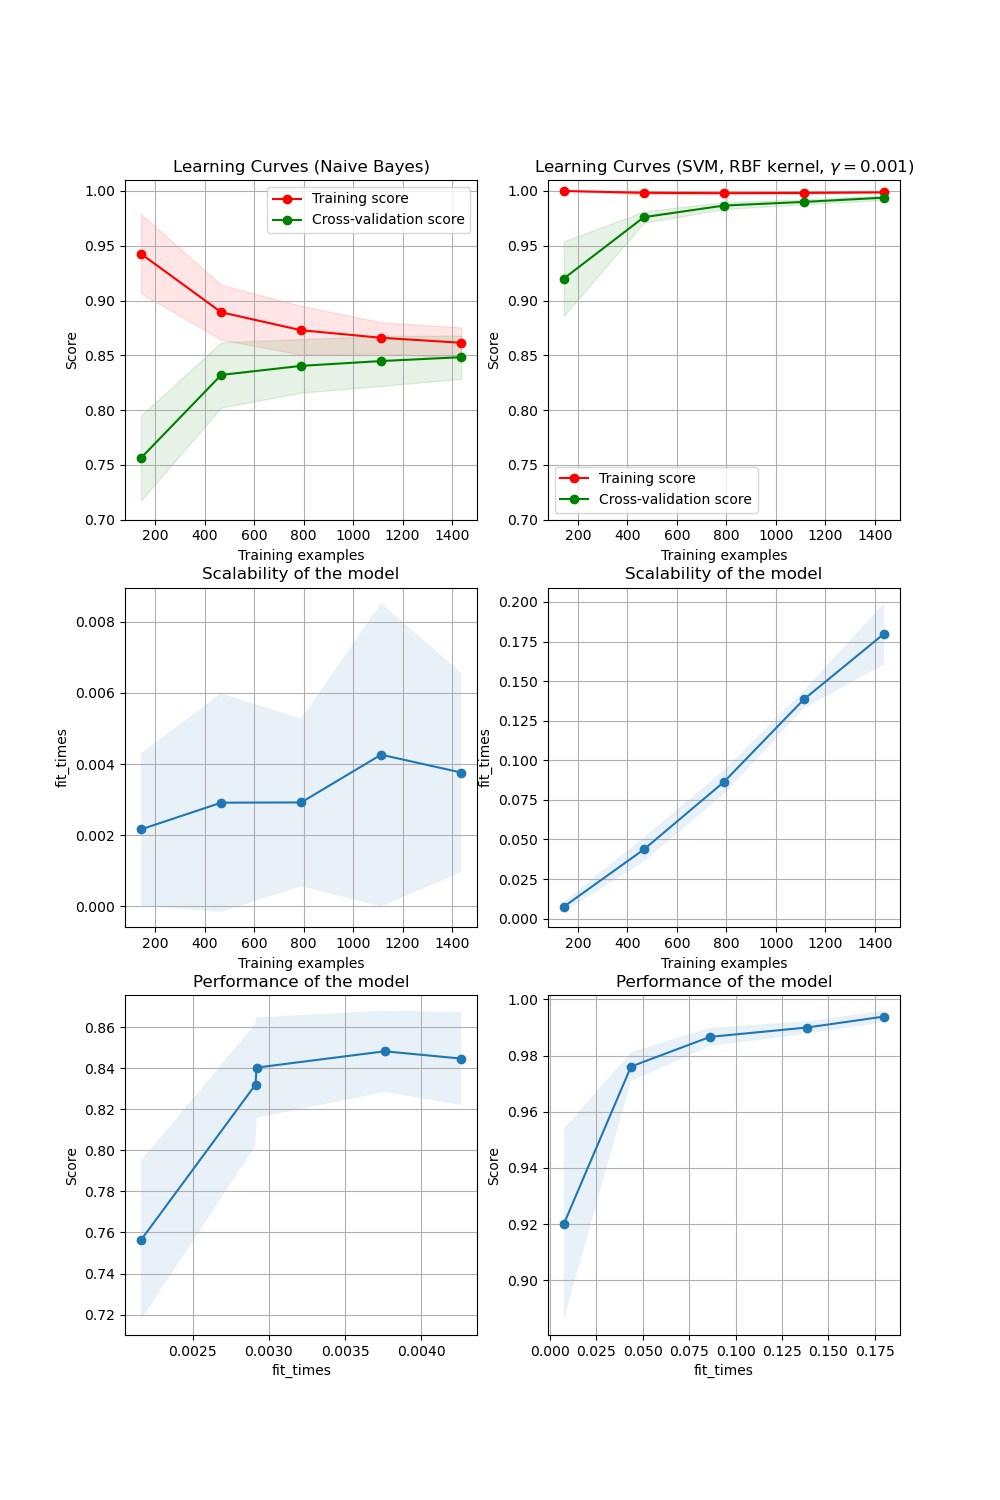 Learning Curves (Naive Bayes)
Learning Curves (SVM, RBF kernel, γ = 0.001)
1.00
0.95
0.90
0.85
0.80
0.75
0.70
Score
Training score
Cross-validation score
200 400 600 800 1000 1200 1400
Training examples
1.00
0.95
0.90
0.85
0.80
0.75
0.70
Score
Training score
Cross-validation score
200 400 600 800 1000 1200 1400
Training examples
Scalability of the model
0.008
0.006
0.004
0.002
0.000
fit_times
200 400 600 800 1000 1200 1400
Training examples
Scalability of the model
0.200
0.175
0.150
0.125
0.100
0.075
0.050
0.025
0.000
fit_times
200 400 600 800 1000 1200 1400
Training examples
Performance of the model
0.86
0.84
0.82
0.80
0.78
0.76
0.74
0.72
Score
0.0025 0.0030 0.0035 0.0040
fit_times
Performance of the model
1.00
0.98
0.96
0.94
0.92
0.90
Score
0.000 0.025 0.050 0.075 0.100 0.125 0.150 0.175
fit_times